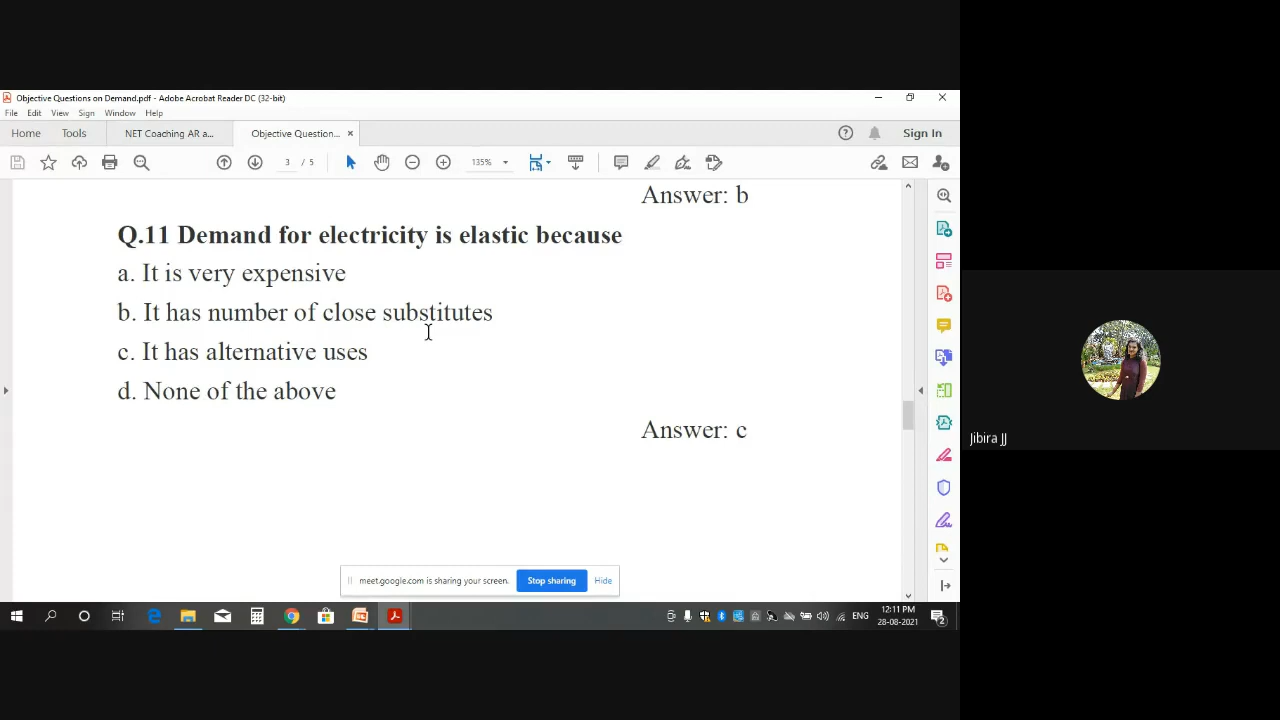 Objective Questions on Demand.pdf - Adobe Acrobat Reader DC (32-bit)
File Edit View Sign Window Help
Home Tools NET Coaching AR a... Objective Question... × Sign In
3 / 5 135%
Answer: b
Q.11 Demand for electricity is elastic because
a. It is very expensive
b. It has number of close substitutes
c. It has alternative uses
d. None of the above
Answer: c
Jibira JJ
meet.google.com is sharing your screen. Stop sharing Hide
ENG 12:11 PM
28-08-2021 2